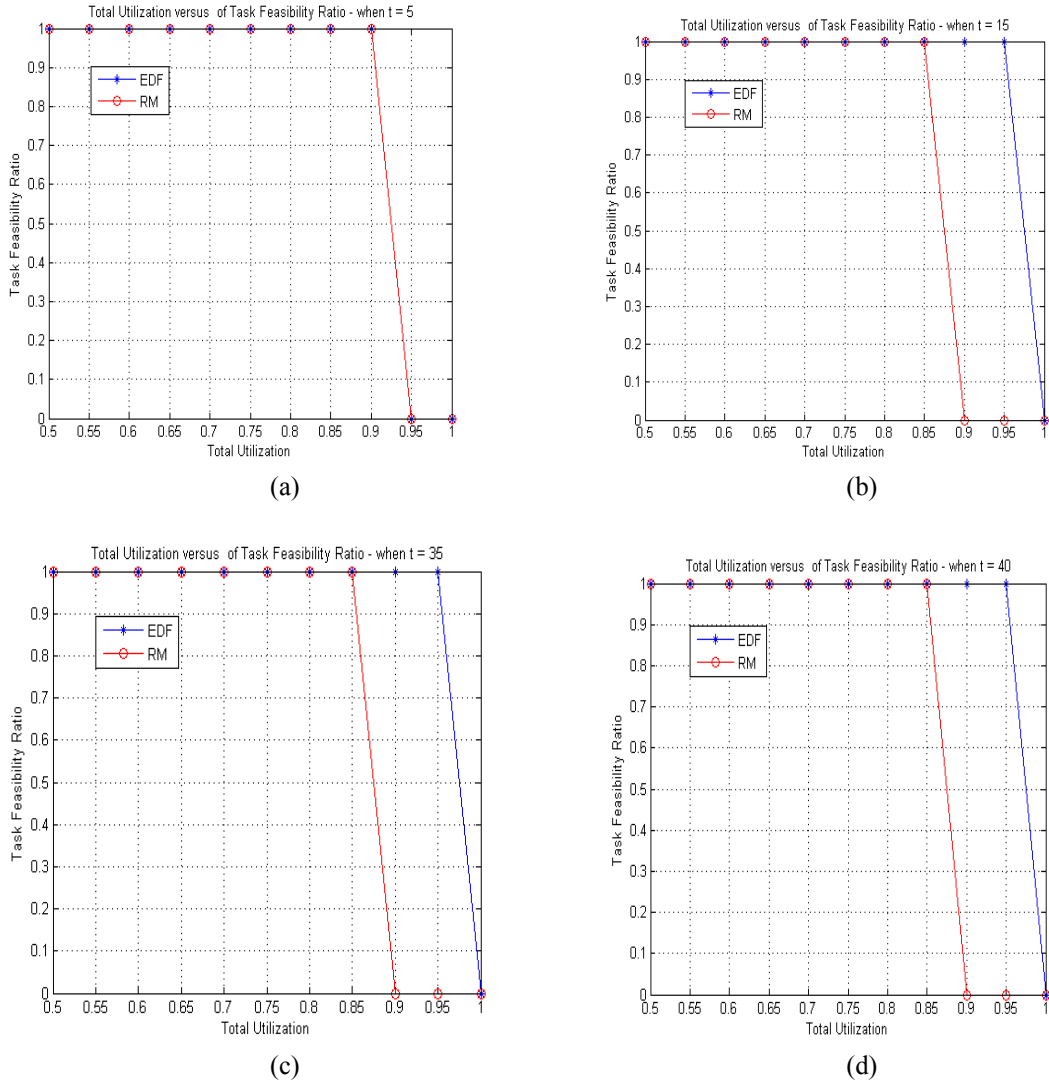 Total Utilization versus of Task Feasibility Ratio - when t = 5
1
0.9
0.8
0.7
0.6
0.5
0.4
0.3
0.2
0.1
0
Task Feasibility Ratio
EDF
RM
0.5 0.55 0.6 0.65 0.7 0.75 0.8 0.85 0.9 0.95 1
Total Utilization
(a)
Total Utilization versus of Task Feasibility Ratio - when t = 15
1
0.9
0.8
0.7
0.6
0.5
0.4
0.3
0.2
0.1
0
Task Feasibility Ratio
EDF
RM
0.5 0.55 0.6 0.65 0.7 0.75 0.8 0.85 0.9 0.95 1
Total Utilization
(b)
Total Utilization versus of Task Feasibility Ratio - when t = 35
1
0.9
0.8
0.7
0.6
0.5
0.4
0.3
0.2
0.1
0
Task Feasibility Ratio
EDF
RM
0.5 0.55 0.6 0.65 0.7 0.75 0.8 0.85 0.9 0.95 1
Total Utilization
(c)
Total Utilization versus of Task Feasibility Ratio - when t = 40
1
0.9
0.8
0.7
0.6
0.5
0.4
0.3
0.2
0.1
0
Task Feasibility Ratio
EDF
RM
0.5 0.55 0.6 0.65 0.7 0.75 0.8 0.85 0.9 0.95 1
Total Utilization
(d)